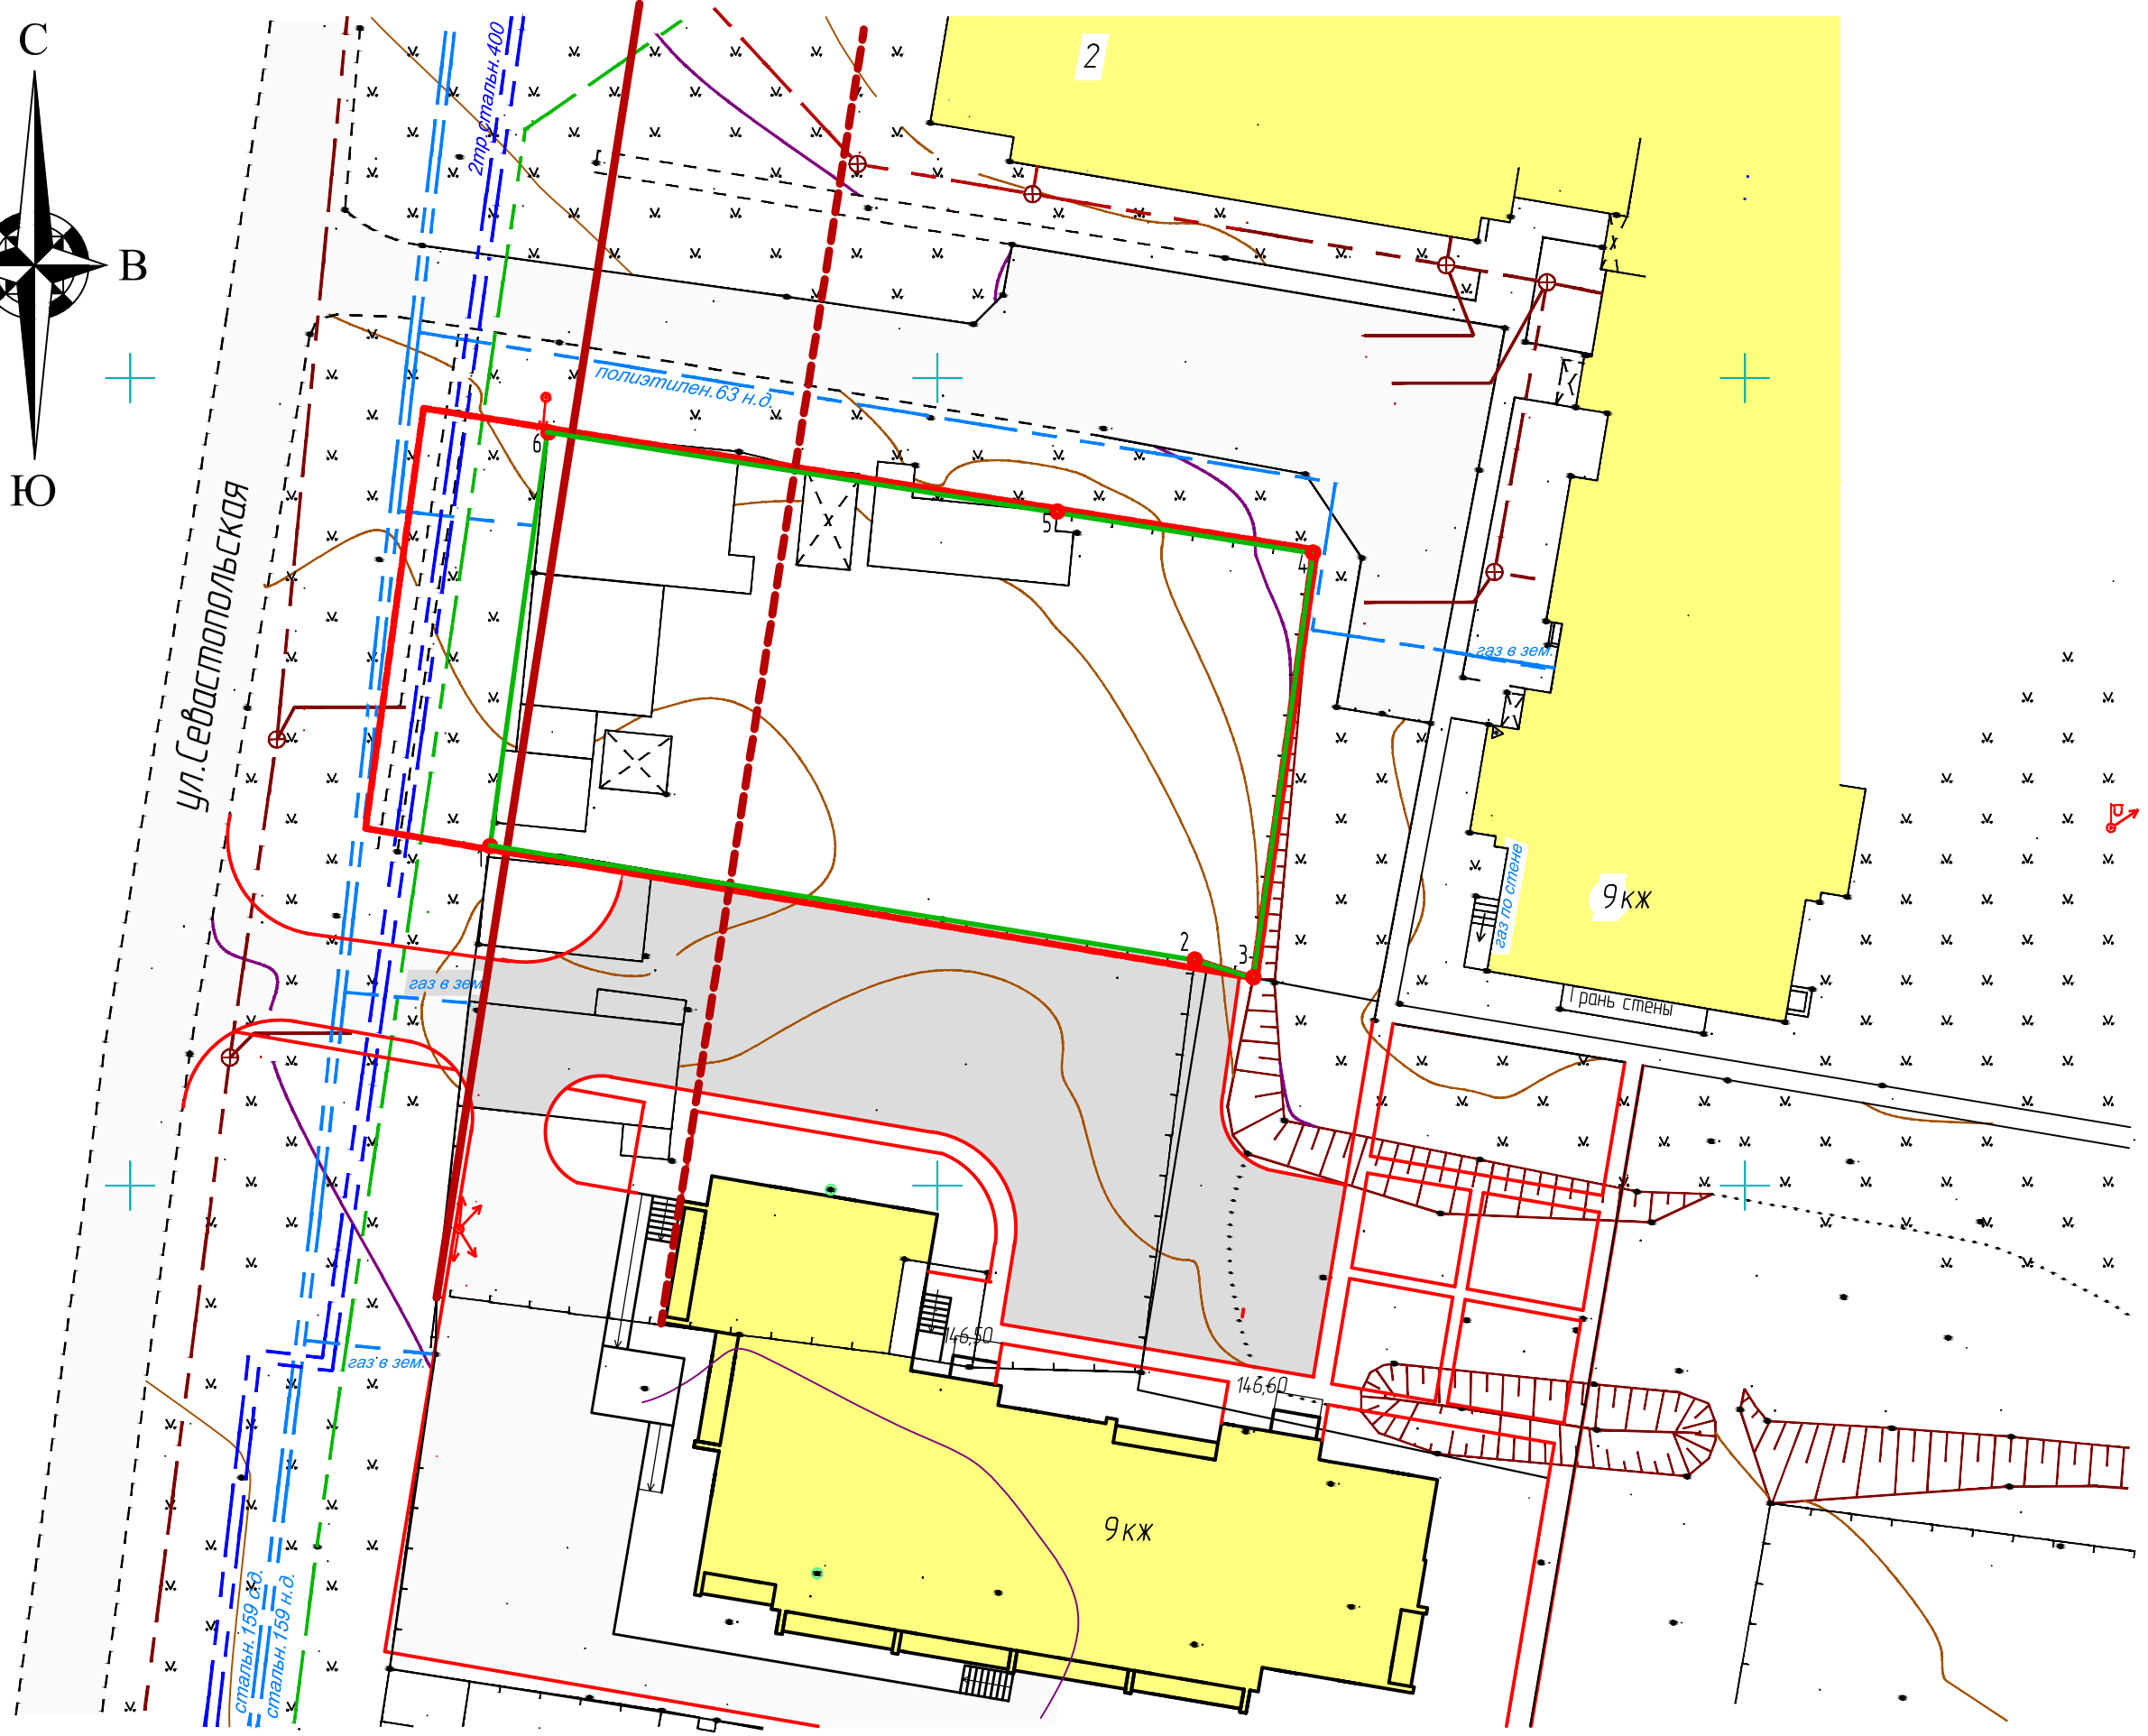 С
2
2тр.стальн.400
В
Ю
полиэтилен.63 н.д.
6
5
4
ул.Севастопольская
газ в зем.
1
газ по стене
9кж
2
3
газ в зем.
Грань стены
146,50
газ в зем.
146,60
9кж
стальн.159 с.д.
стальн.159 н.д.